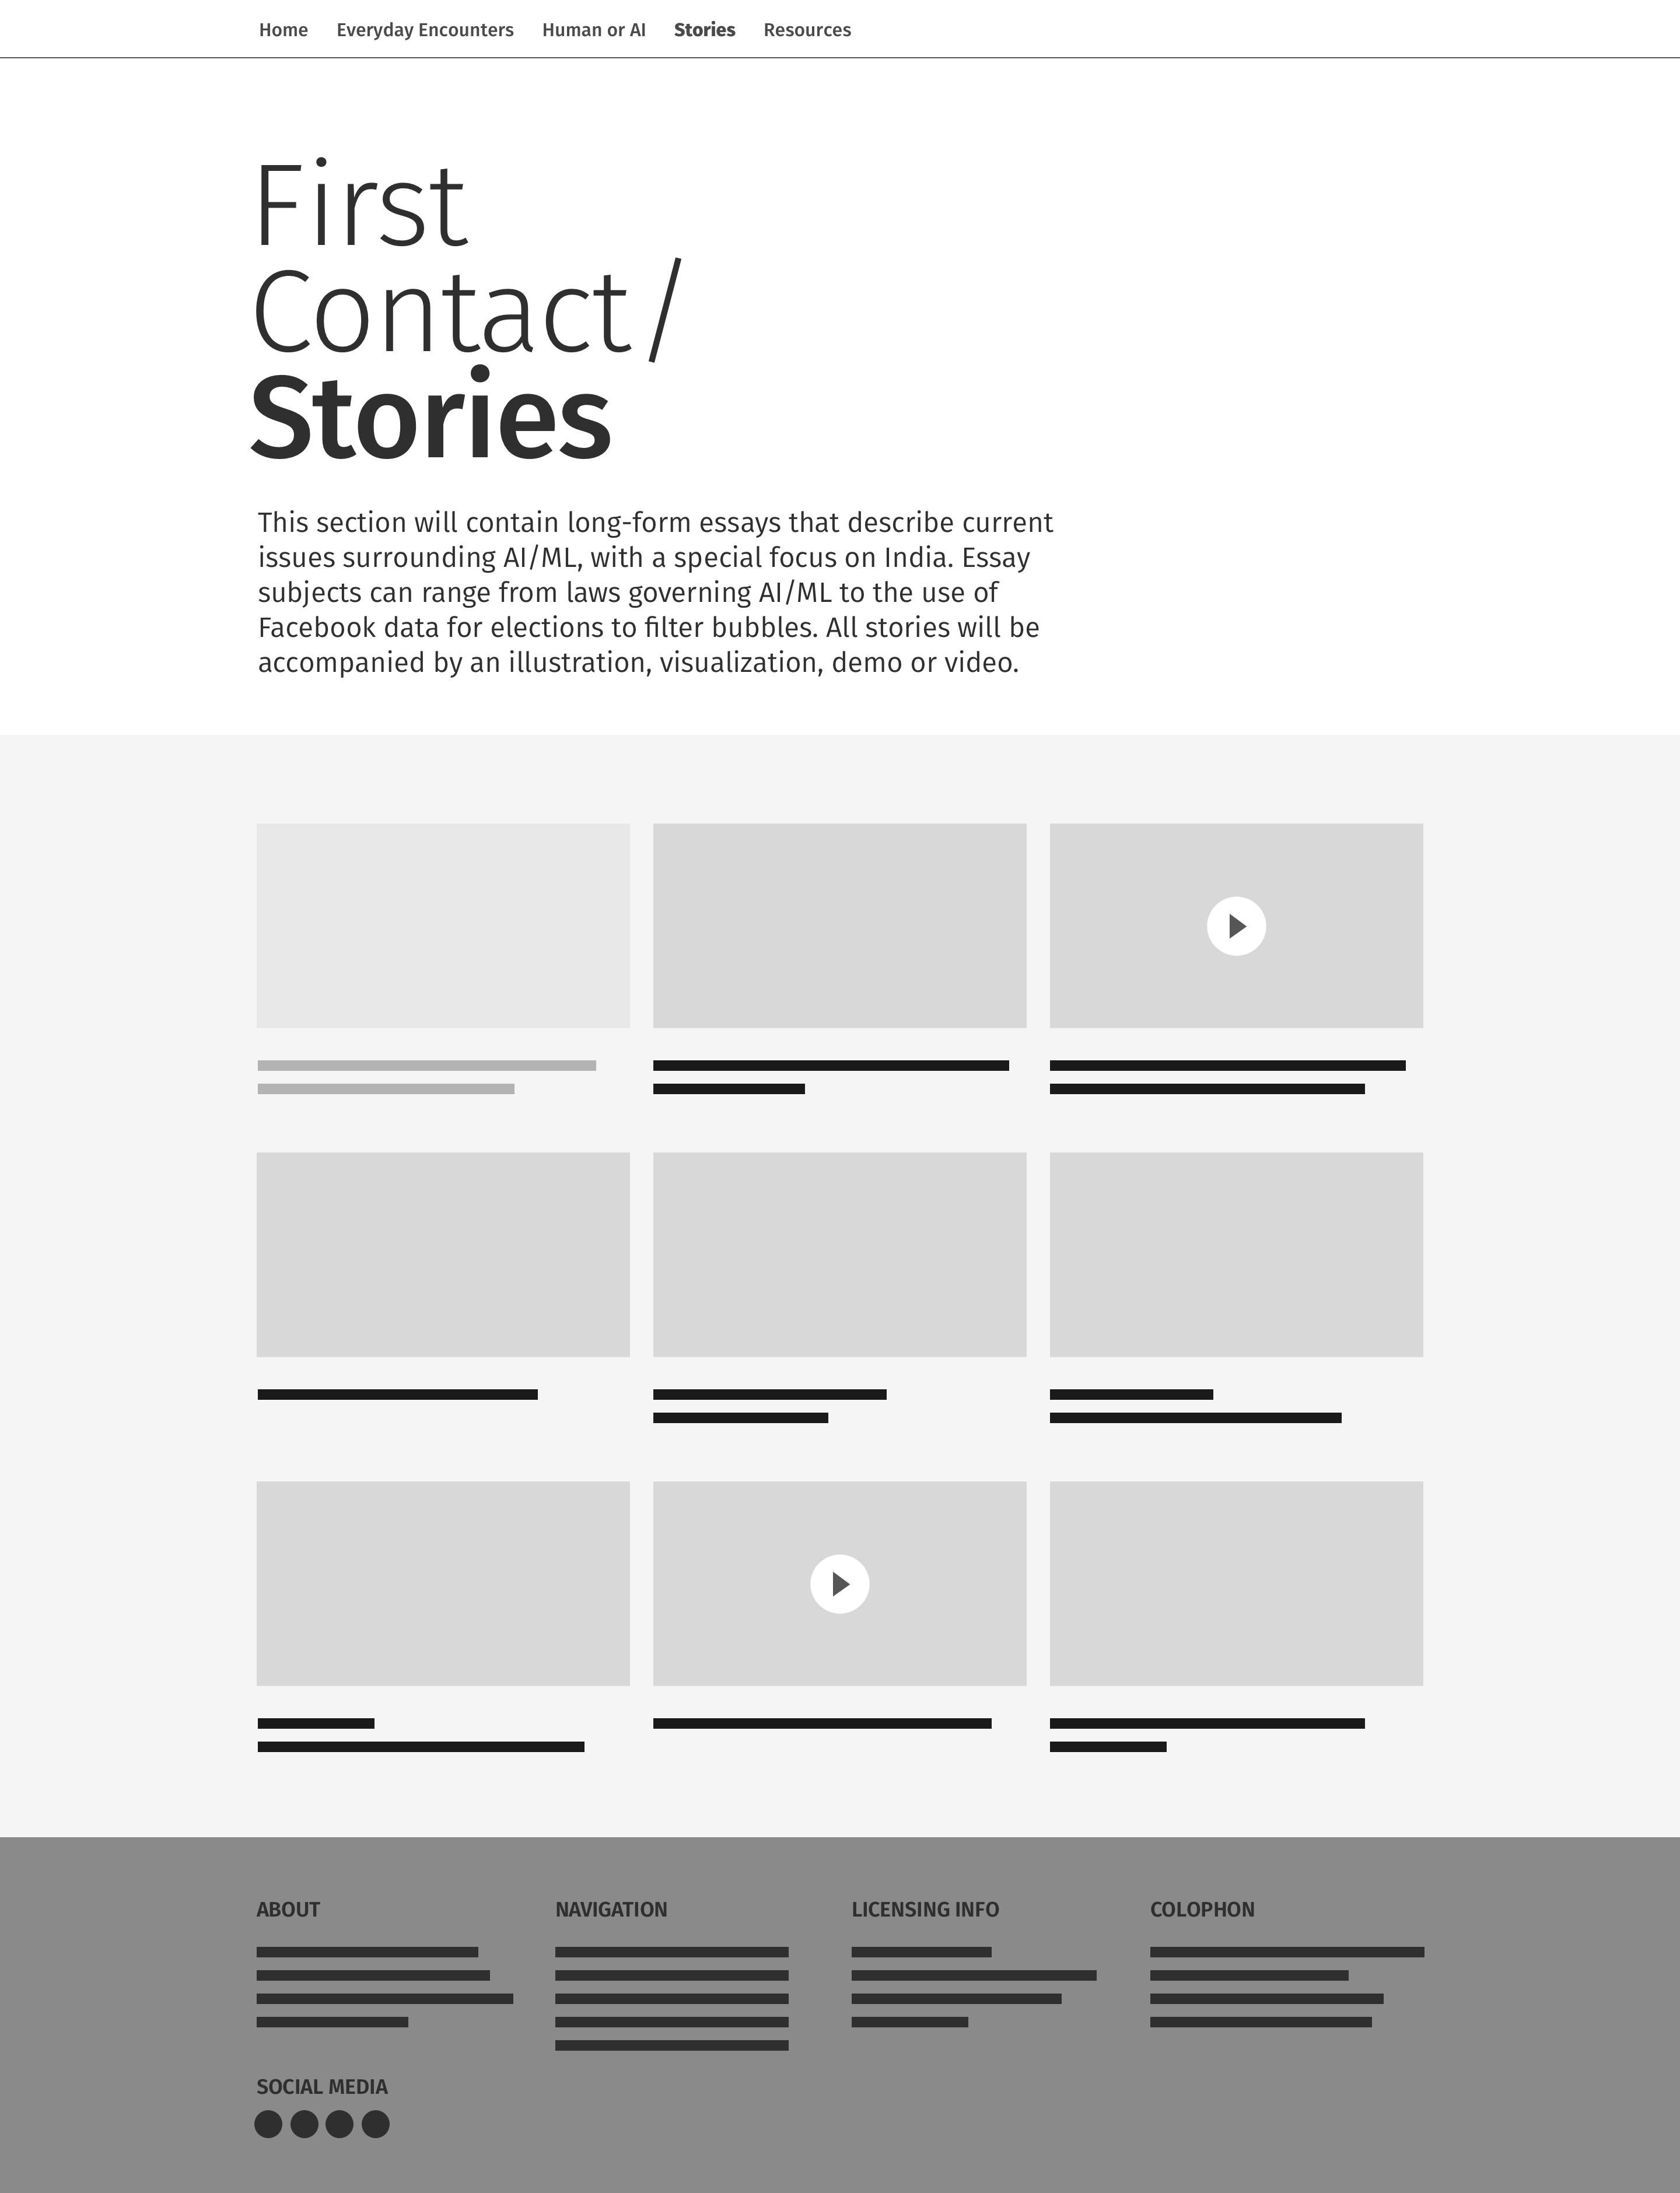 Home Everyday Encounters Human or AI Stories Resources
First
Contact/
Stories
This section will contain long-form essays that describe current
issues surrounding AI/ML, with a special focus on India. Essay
subjects can range from laws governing AI/ML to the use of
Facebook data for elections to filter bubbles. All stories will be
accompanied by an illustration, visualization, demo or video.
ABOUT NAVIGATION LICENSING INFO COLOPHON
SOCIAL MEDIA